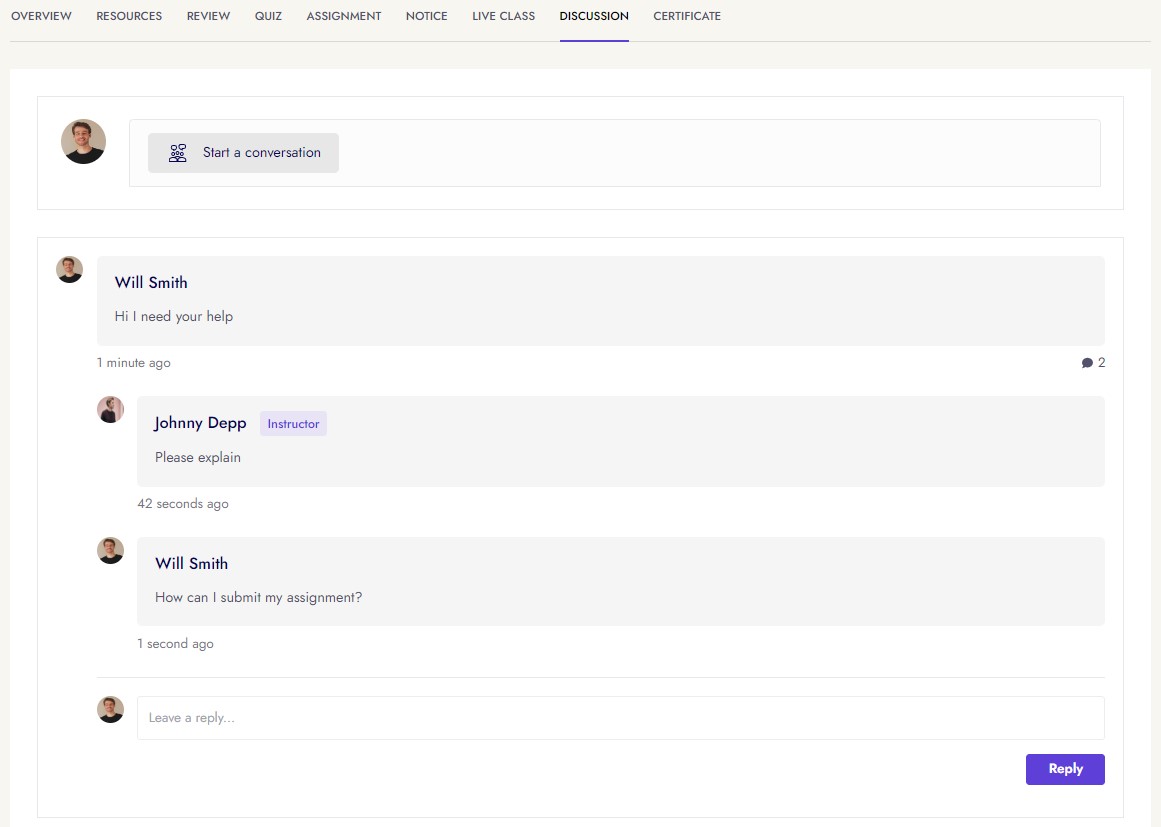 OVERVIEW RESOURCES REVIEW QUIZ ASSIGNMENT NOTICE LIVE CLASS DISCUSSION CERTIFICATE
Start a conversation
Will Smith
Hi I need your help
1 minute ago 2
Johnny Depp Instructor
Please explain
42 seconds ago
Will Smith
How can I submit my assignment?
1 second ago
Leave a reply...
Reply